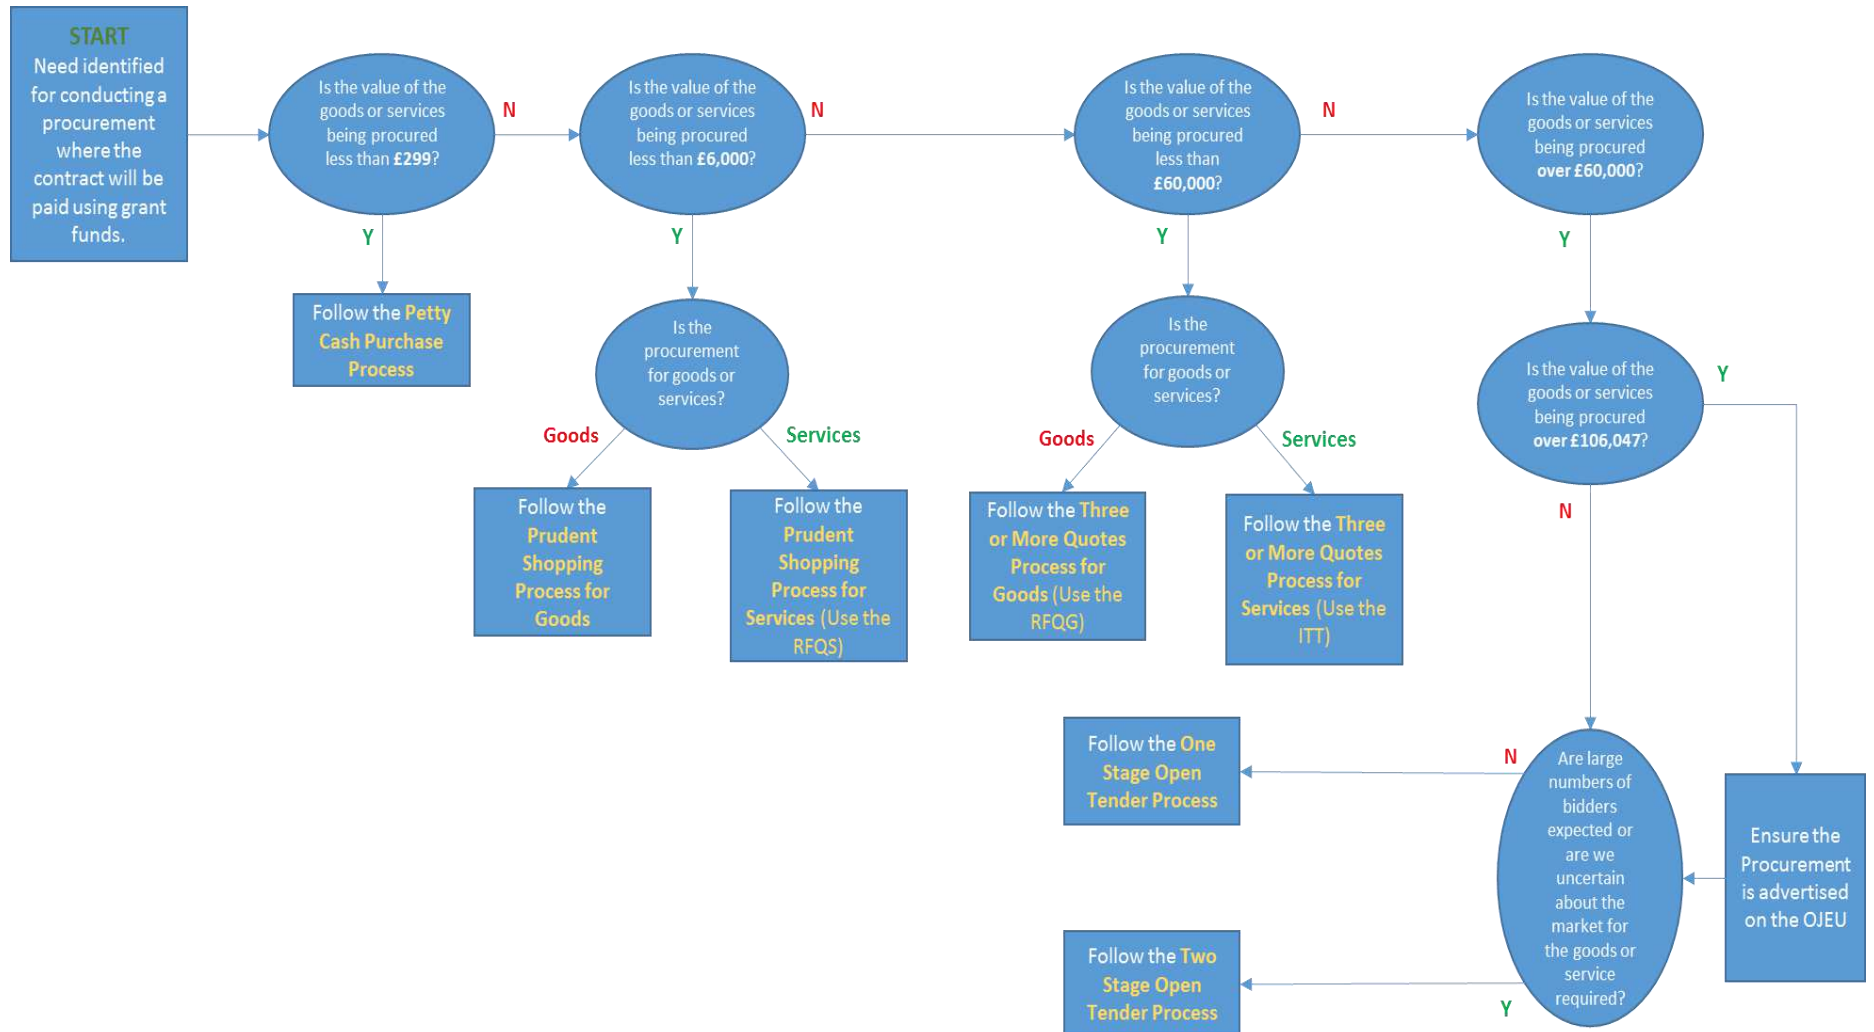 START
Need identified
for conducting a
procurement
where the
contract will be
paid using grant
funds.
Is the value of the
goods or services
being procured
less than £299?
N
Y
Follow the Petty
Cash Purchase
Process
Is the value of the
goods or services
being procured
less than £6,000?
N
Y
Is the
procurement
for goods or
services?
Goods
Services
Follow the
Prudent
Shopping
Process for
Goods
Follow the
Prudent
Shopping
Process for
Services (Use the
RFQS)
Is the value of the
goods or services
being procured
less than
£60,000?
N
Y
Is the
procurement
for goods or
services?
Goods
Services
Follow the Three
or More Quotes
Process for
Goods (Use the
RFQG)
Follow the Three
or More Quotes
Process for
Services (Use the
ITT)
Is the value of the
goods or services
being procured
over £60,000?
Y
Is the value of the
goods or services
being procured
over £106,047?
Y
N
Ensure the
Procurement
is advertised
on the OJEU
Are large
numbers of
bidders
expected or
are we
uncertain
about the
market for
the goods or
service
required?
N
Follow the One
Stage Open
Tender Process
Y
Follow the Two
Stage Open
Tender Process